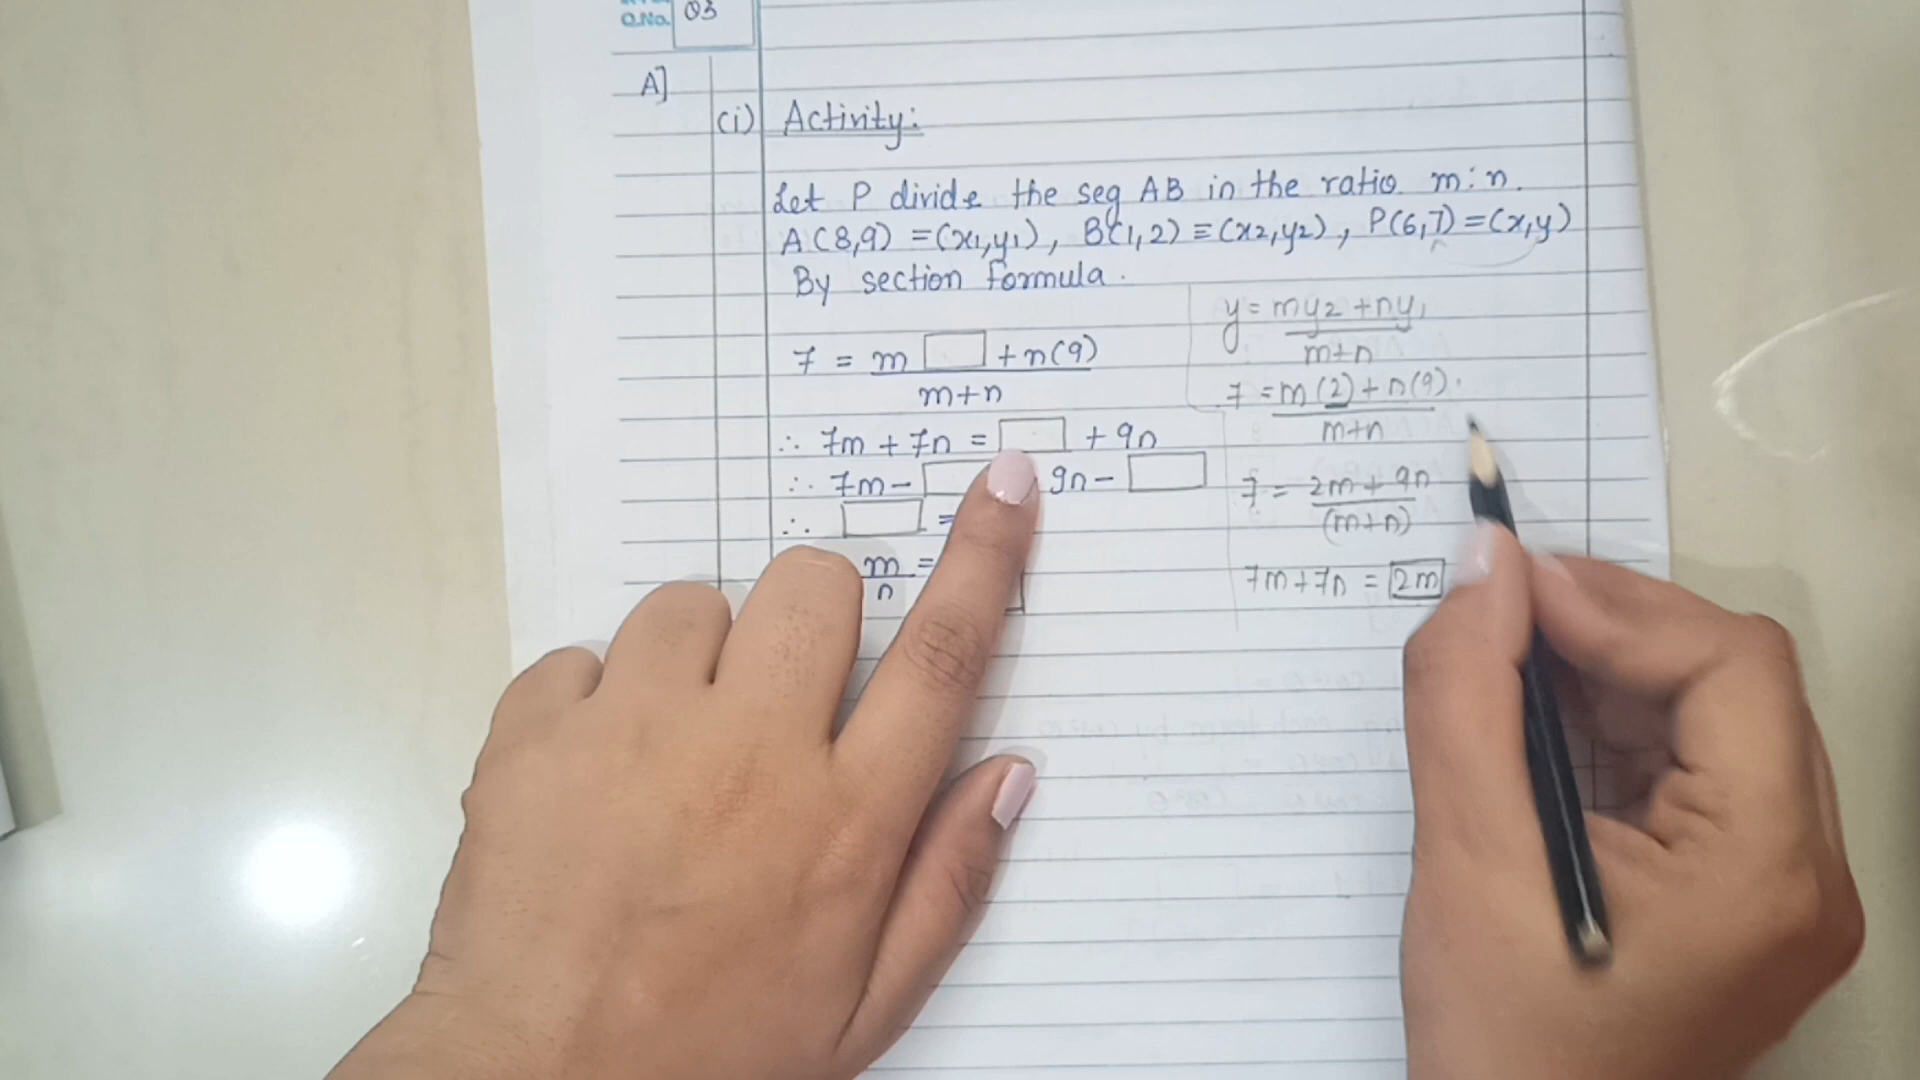 Q.No. Q3
A]
(i) Activity:
Let P divide the seg AB in the ratio m:n.
A(8,9) = (x₁,y₁), B(1,2) ≡ (x₂,y₂), P(6,7) = (x,y)
By section formula.
7 = m □ + n(9)
m+n
∴ 7m + 7n = □ + 9n
∴ 7m - □ 9n - □
∴ □ =
m =
n
y = my₂ + ny₁
m+n
7 = m(2) + n(9)
m+n
7 = 2m + 9n
(m+n)
7m + 7n = 2m